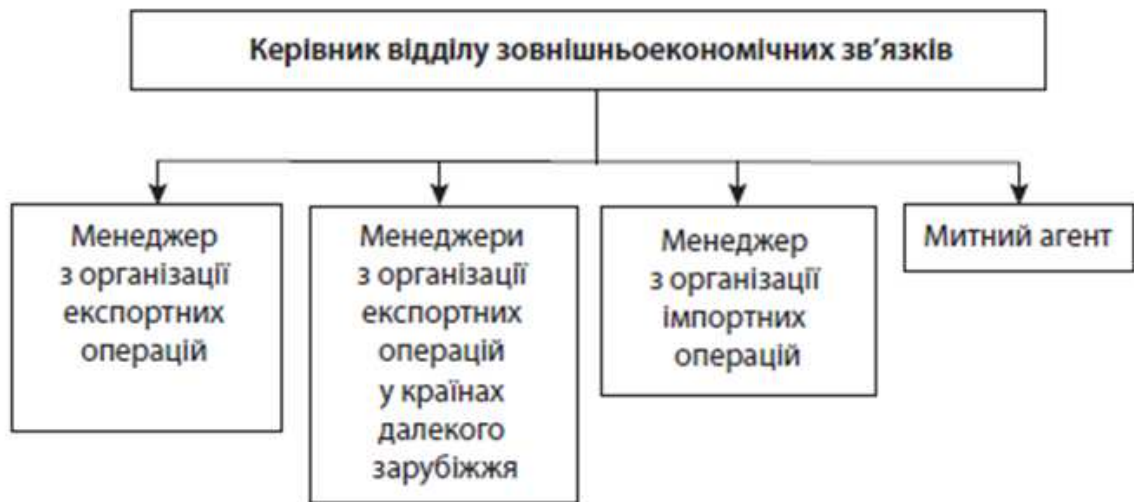 Керівник відділу зовнішньоекономічних зв’язків
Менеджер
з організації
експортних
операцій
Менеджери
з організації
експортних
операцій
у країнах
далекого
зарубіжжя
Менеджер
з організації
імпортних
операцій
Митний агент